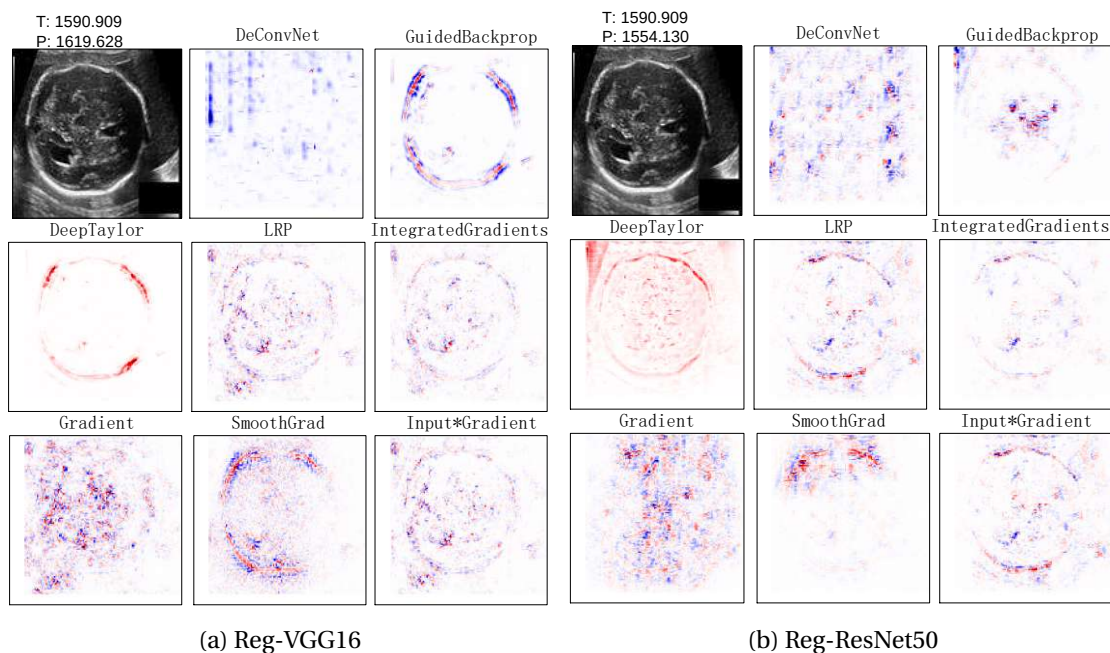 T: 1590.909
P: 1619.628
DeConvNet
GuidedBackprop
DeepTaylor
LRP
IntegratedGradients
Gradient
SmoothGrad
Input*Gradient
(a) Reg-VGG16
T: 1590.909
P: 1554.130
DeConvNet
GuidedBackprop
DeepTaylor
LRP
IntegratedGradients
Gradient
SmoothGrad
Input*Gradient
(b) Reg-ResNet50